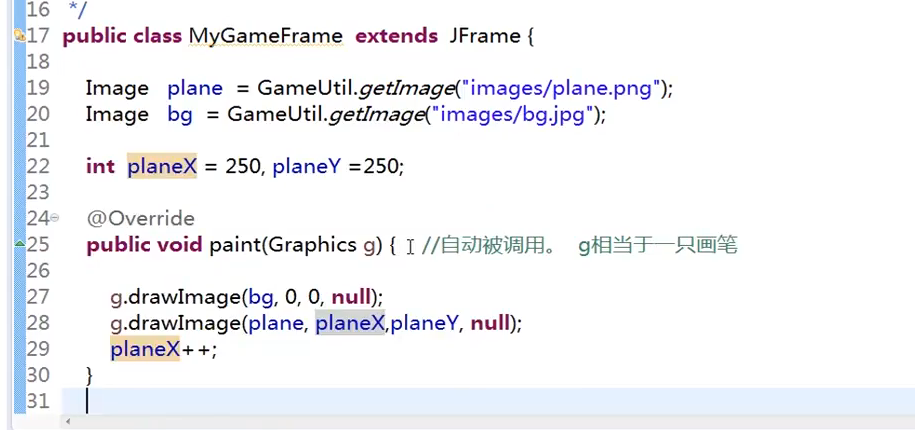 16 */
17 public class MyGameFrame extends JFrame {
18
19 Image plane = GameUtil.getImage("images/plane.png");
20 Image bg = GameUtil.getImage("images/bg.jpg");
21
22 int planeX = 250, planeY =250;
23
24 @Override
25 public void paint(Graphics g) { //自动被调用。 g相当于一只画笔
26
27 g.drawImage(bg, 0, 0, null);
28 g.drawImage(plane, planeX,planeY, null);
29 planeX++;
30 }
31